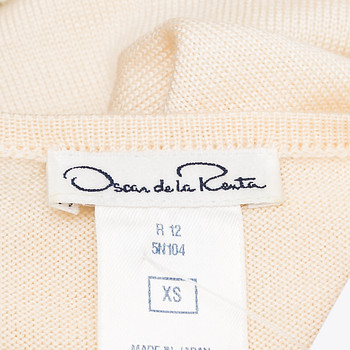 Oscar de la Renta
R 12
5N104
XS
MADE IN JAPAN